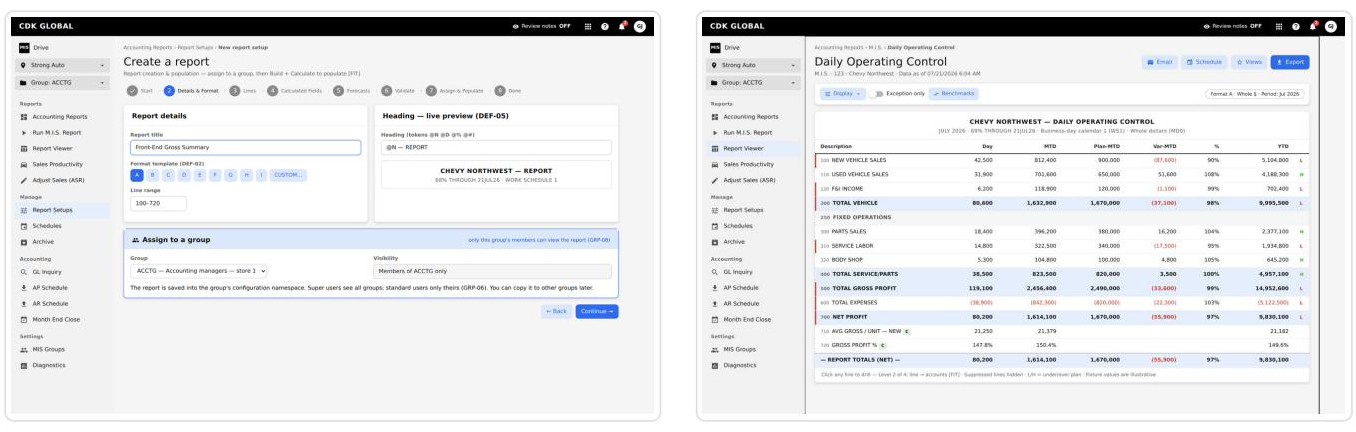 CDK GLOBAL
Review notes OFF
GJ
MIS Drive
Strong Auto
Group: ACCTG
Reports
Accounting Reports
Run M.I.S. Report
Report Viewer
Sales Productivity
Adjust Sales (ASR)
Manage
Report Setups
Schedules
Archive
Accounting
GL Inquiry
AP Schedule
AR Schedule
Month End Close
Settings
MIS Groups
Diagnostics
Accounting Reports › Report Setups › New report setup
Create a report
Report creation & population — assign to a group, then Build + Calculate to populate [FIT]
Start
2 Details & Format
3 Lines
4 Calculated Fields
5 Forecasts
6 Validate
7 Assign & Populate
8 Done
Report details
Report title
Front-End Gross Summary
Format template (DEF-02)
A B C D E F G H I CUSTOM...
Line range
100-720
Heading — live preview (DEF-05)
Heading (tokens @N @D @% @#)
@N — REPORT
CHEVY NORTHWEST — REPORT
68% THROUGH 21JUL26 · WORK SCHEDULE 1
Assign to a group
only this group's members can view the report (GRP-08)
Group
ACCTG — Accounting managers — store 1
Visibility
Members of ACCTG only
The report is saved into the group's configuration namespace. Super users see all groups; standard users only theirs (GRP-06). You can copy it to other groups later.
← Back
Continue →
CDK GLOBAL
Review notes OFF
GJ
MIS Drive
Strong Auto
Group: ACCTG
Reports
Accounting Reports
Run M.I.S. Report
Report Viewer
Sales Productivity
Adjust Sales (ASR)
Manage
Report Setups
Schedules
Archive
Accounting
GL Inquiry
AP Schedule
AR Schedule
Month End Close
Settings
MIS Groups
Diagnostics
Accounting Reports › M.I.S. › Daily Operating Control
Daily Operating Control
M.I.S. · 123 · Chevy Northwest · Data as of 07/21/2026 6:04 AM
Email
Schedule
Views
Export
Display
Exception only
Benchmarks
Format A · Whole $ · Period: Jul 2026
CHEVY NORTHWEST — DAILY OPERATING CONTROL
JULY 2026 · 68% THROUGH 21JUL26 · Business-day calendar 1 (WS1) · Whole dollars (MD0)
Description Day MTD Plan-MTD Var-MTD % YTD
100 NEW VEHICLE SALES 42,500 812,400 900,000 (87,600) 90% 5,104,800 L
110 USED VEHICLE SALES 31,900 701,600 650,000 51,600 108% 4,188,300 H
120 F&I INCOME 6,200 118,900 120,000 (1,100) 99% 702,400 L
200 TOTAL VEHICLE 80,600 1,632,900 1,670,000 (37,100) 98% 9,995,500 L
250 FIXED OPERATIONS
300 PARTS SALES 18,400 396,200 380,000 16,200 104% 2,377,100 H
310 SERVICE LABOR 14,800 322,500 340,000 (17,500) 95% 1,934,800 L
320 BODY SHOP 5,300 104,800 100,000 4,800 105% 645,200 H
400 TOTAL SERVICE/PARTS 38,500 823,500 820,000 3,500 100% 4,957,100 H
500 TOTAL GROSS PROFIT 119,100 2,456,400 2,490,000 (33,600) 99% 14,952,600 L
600 TOTAL EXPENSES (38,900) (842,300) (820,000) (22,300) 103% (5,122,500) L
700 NET PROFIT 80,200 1,614,100 1,670,000 (55,900) 97% 9,830,100 L
710 AVG GROSS / UNIT — NEW C 21,250 21,379 21,182
720 GROSS PROFIT % C 147.8% 150.4% 149.6%
— REPORT TOTALS (NET) — 80,200 1,614,100 1,670,000 (55,900) 97% 9,830,100
Click any line to drill — Level 2 of 4: line → accounts [FIT] · Suppressed lines hidden · L/H = under/over plan · Fixture values are illustrative